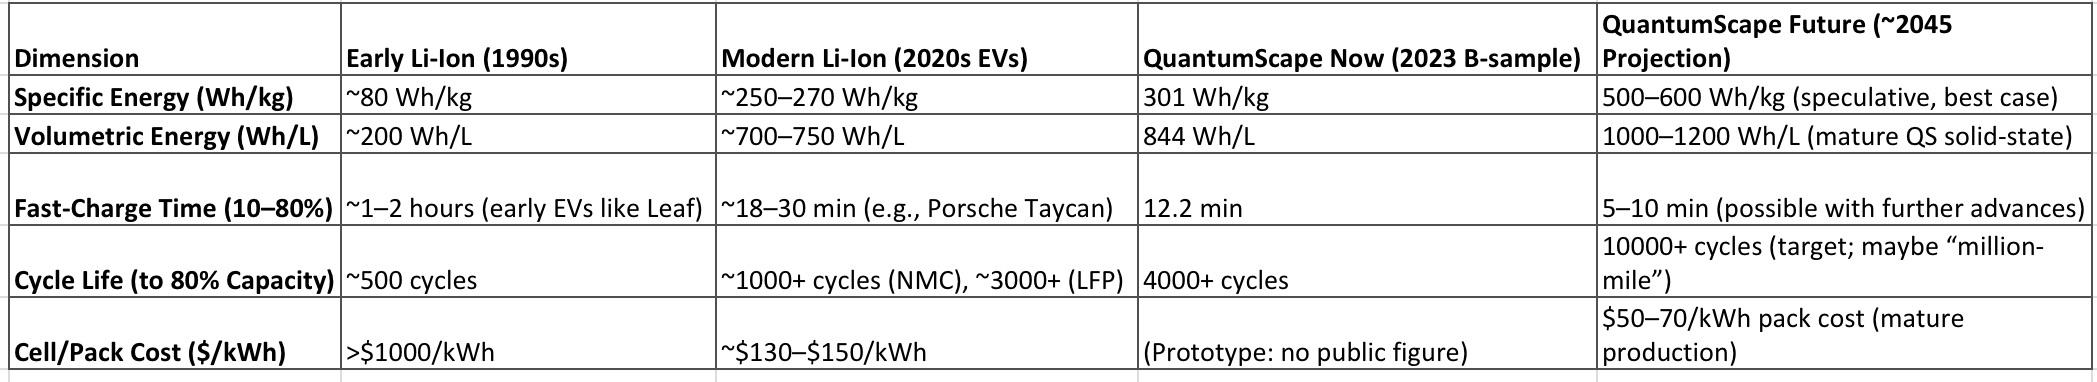 Dimension Early Li-Ion (1990s) Modern Li-Ion (2020s EVs) QuantumScape Now (2023 B-sample) QuantumScape Future (~2045
Projection)
Specific Energy (Wh/kg) ~80 Wh/kg ~250–270 Wh/kg 301 Wh/kg 500–600 Wh/kg (speculative, best case)
Volumetric Energy (Wh/L) ~200 Wh/L ~700–750 Wh/L 844 Wh/L 1000–1200 Wh/L (mature QS solid-state)
Fast-Charge Time (10–80%) ~1–2 hours (early EVs like Leaf) ~18–30 min (e.g., Porsche Taycan) 12.2 min 5–10 min (possible with further advances)
Cycle Life (to 80% Capacity) ~500 cycles ~1000+ cycles (NMC), ~3000+ (LFP) 4000+ cycles 10000+ cycles (target; maybe “million-
mile”)
Cell/Pack Cost ($/kWh) >$1000/kWh ~$130–$150/kWh (Prototype: no public figure) $50–70/kWh pack cost (mature
production)